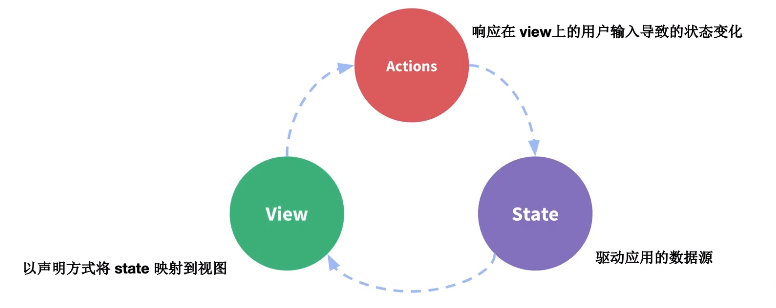 响应在 view上的用户输入导致的状态变化
Actions
View
State
以声明方式将 state 映射到视图
驱动应用的数据源